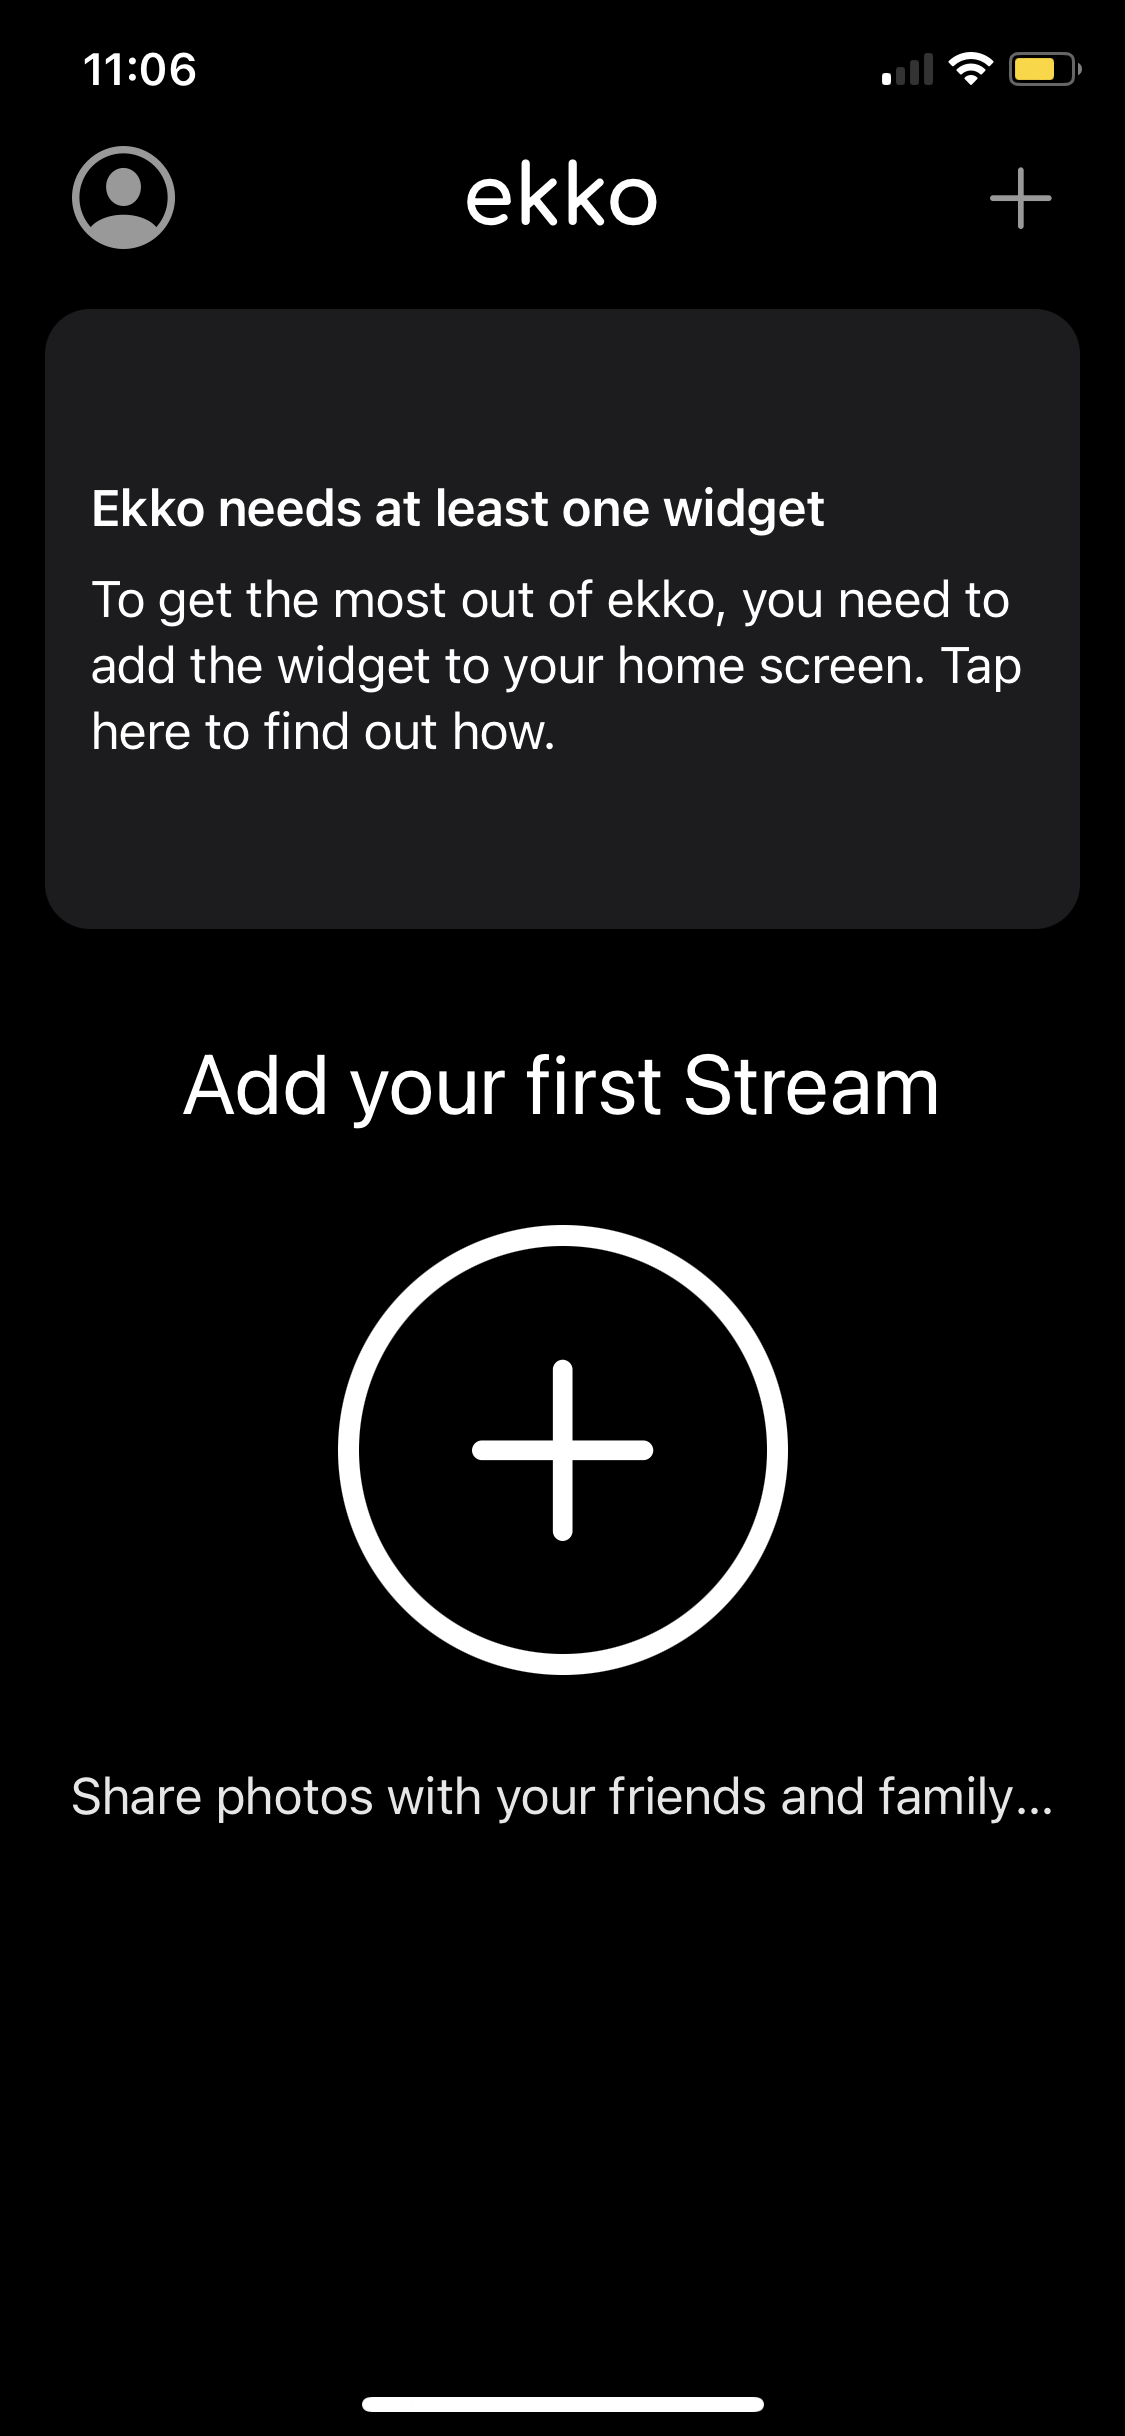 11:06
ekko
Ekko needs at least one widget
To get the most out of ekko, you need to
add the widget to your home screen. Tap
here to find out how.
Add your first Stream
Share photos with your friends and family...